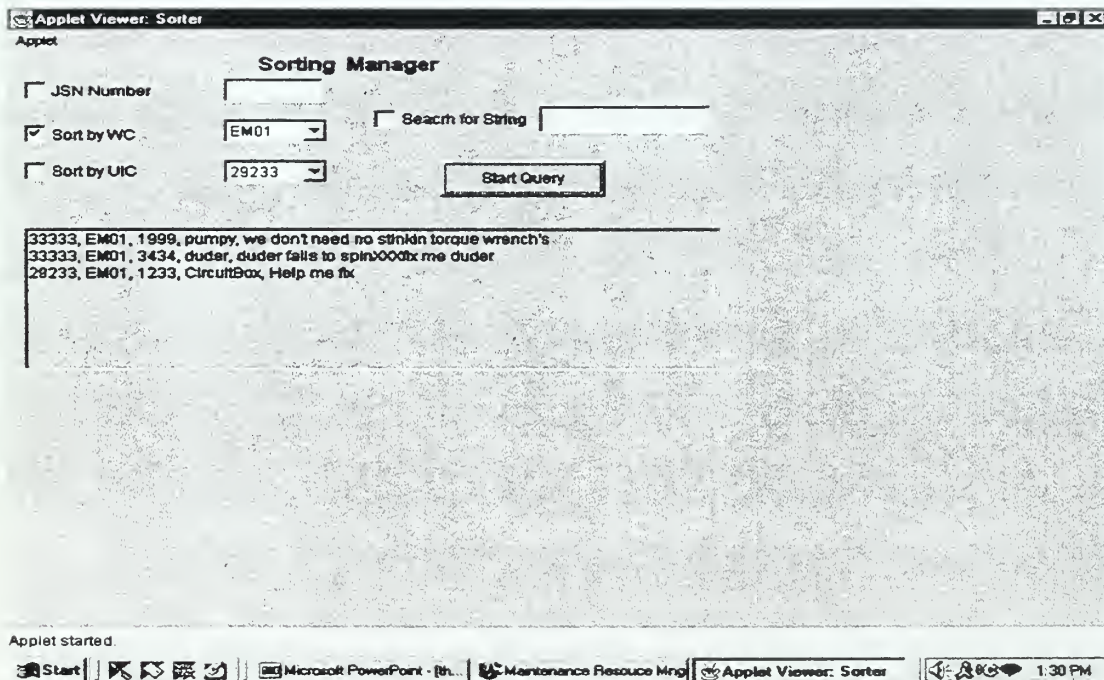 Applet Viewer: Sorter
Applet
Sorting Manager
JSN Number
Seacrh for String
Sort by WC EM01
Sort by UIC 29233
Start Query
33333, EM01, 1999, pumpy, we don't need no stinkin torque wrench's
33333, EM01, 3434, duder, duder fails to spinXXXfix me duder
29233, EM01, 1233, CircuitBox, Help me fix
Applet started.
Start Microsoft PowerPoint - [th... Maintenance Resouce Mng Applet Viewer: Sorter 1:30 PM